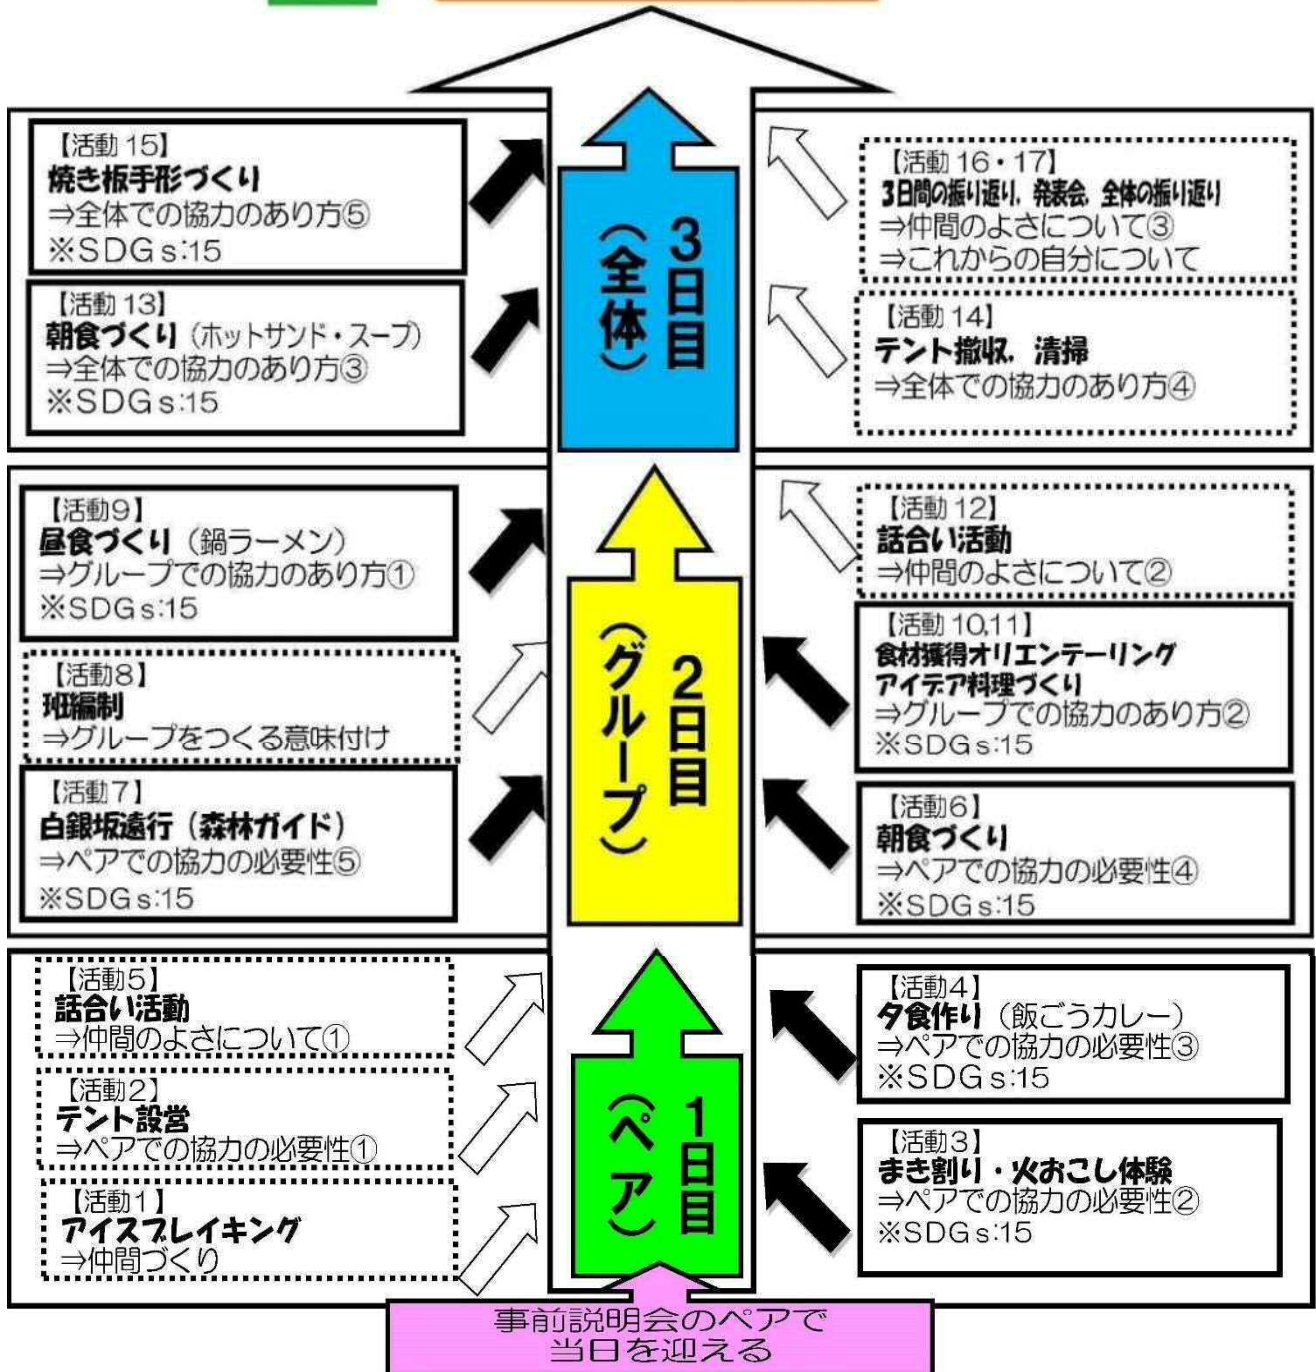 【活動 15】
焼き板手形づくり
⇒全体での協力のあり方⑤
※SDGs:15
【活動 13】
朝食づくり（ホットサンド・スープ）
⇒全体での協力のあり方③
※SDGs:15
３日目
（全体）
【活動 16・17】
3日間の振り返り，発表会，全体の振り返り
⇒仲間のよさについて③
⇒これからの自分について
【活動 14】
テント撤収，清掃
⇒全体での協力のあり方④
【活動９】
昼食づくり（鍋ラーメン）
⇒グループでの協力のあり方①
※SDGs:15
【活動８】
班編制
⇒グループをつくる意味付け
【活動７】
白銀坂遠行（森林ガイド）
⇒ペアでの協力の必要性⑤
※SDGs:15
２日目
（グループ）
【活動 12】
話合い活動
⇒仲間のよさについて②
【活動 10,11】
食材獲得オリエンテーリング
アイデア料理づくり
⇒グループでの協力のあり方②
※SDGs:15
【活動６】
朝食づくり
⇒ペアでの協力の必要性④
※SDGs:15
【活動５】
話合い活動
⇒仲間のよさについて①
【活動２】
テント設営
⇒ペアでの協力の必要性①
【活動１】
アイスブレイキング
⇒仲間づくり
１日目
（ペア）
【活動４】
夕食作り（飯ごうカレー）
⇒ペアでの協力の必要性③
※SDGs:15
【活動３】
まき割り・火おこし体験
⇒ペアでの協力の必要性②
※SDGs:15
事前説明会のペアで
当日を迎える